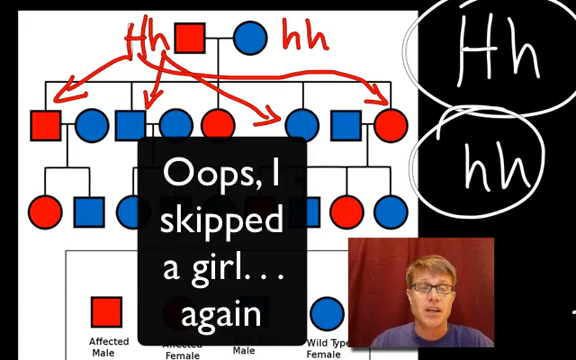 Hh hh
Hh
hh
Oops, I
skipped
a girl. . .
again
Affected
Male
Affected
Female
Male
Wild Type
Female